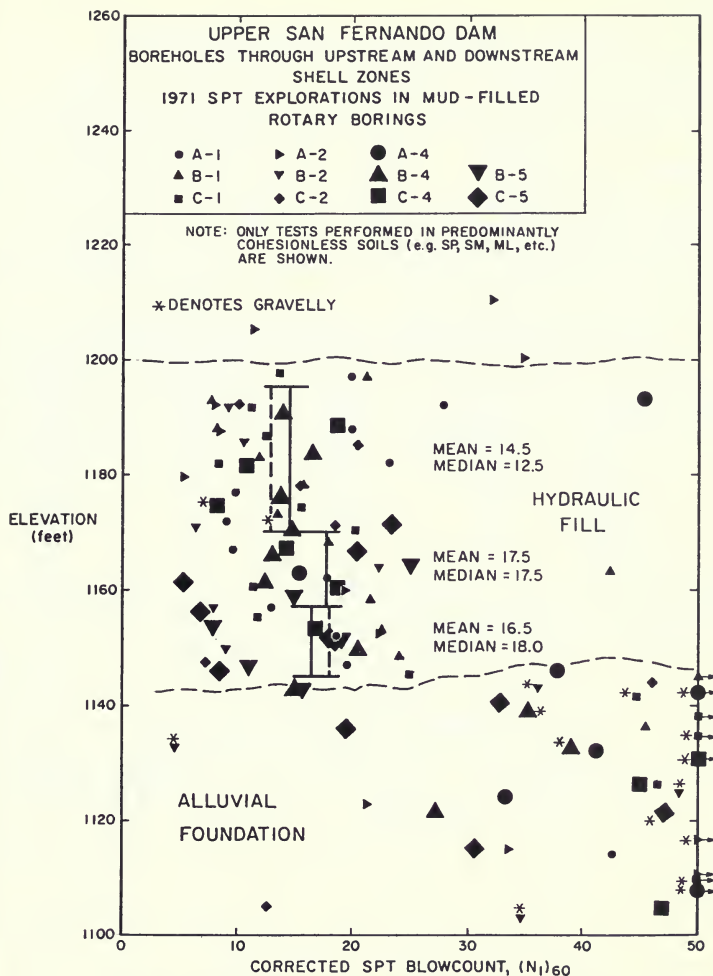 UPPER SAN FERNANDO DAM
BOREHOLES THROUGH UPSTREAM AND DOWNSTREAM
SHELL ZONES
1971 SPT EXPLORATIONS IN MUD-FILLED
ROTARY BORINGS
A-1 A-2 A-4
B-1 B-2 B-4 B-5
C-1 C-2 C-4 C-5
NOTE: ONLY TESTS PERFORMED IN PREDOMINANTLY
COHESIONLESS SOILS (e.g. SP, SM, ML, etc.)
ARE SHOWN.
*DENOTES GRAVELLY
MEAN = 14.5
MEDIAN = 12.5
HYDRAULIC
FILL
MEAN = 17.5
MEDIAN = 17.5
MEAN = 16.5
MEDIAN = 18.0
ALLUVIAL
FOUNDATION
ELEVATION
(feet)
1260
1240
1220
1200
1180
1160
1140
1120
1100
0 10 20 30 40 50
CORRECTED SPT BLOWCOUNT, (N₁)₆₀